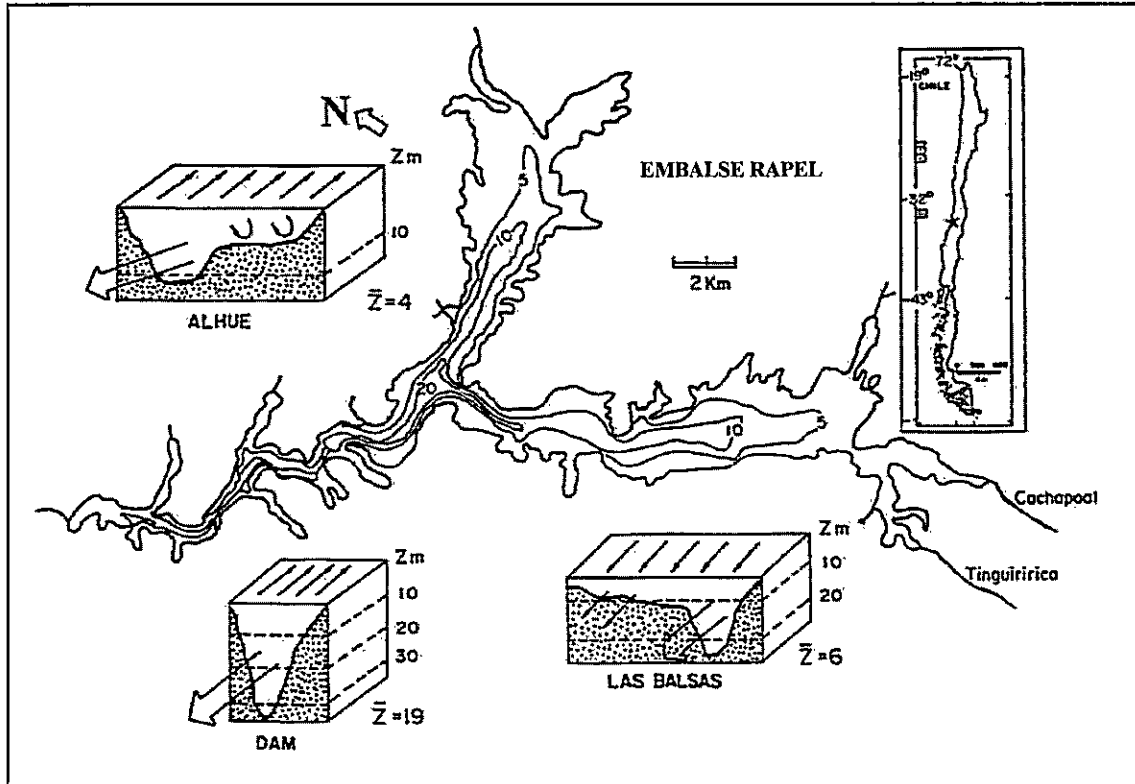 N
EMBALSE RAPEL
5
10
20
2 Km
10
5
Cachapoal
Tinguiririca
Zm
10
Z̅=4
ALHUE
Zm
10
20
30
Z̅=19
DAM
Zm
10
20
Z̅=6
LAS BALSAS
72°
19°
CHILE
32°
43°